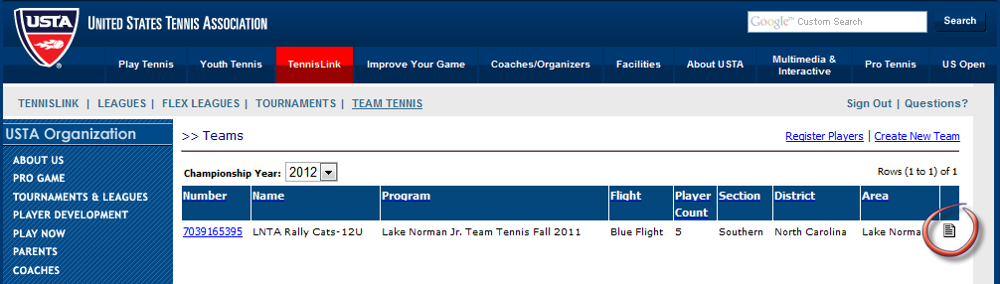 USTA
UNITED STATES TENNIS ASSOCIATION
Google™ Custom Search
Search
Play Tennis
Youth Tennis
TennisLink
Improve Your Game
Coaches/Organizers
Facilities
About USTA
Multimedia &
Interactive
Pro Tennis
US Open
TENNISLINK | LEAGUES | FLEX LEAGUES | TOURNAMENTS | TEAM TENNIS
Sign Out | Questions?
USTA Organization
ABOUT US
PRO GAME
TOURNAMENTS & LEAGUES
PLAYER DEVELOPMENT
PLAY NOW
PARENTS
COACHES
>> Teams
Register Players | Create New Team
Championship Year: 2012
Rows (1 to 1) of 1
Number Name Program Flight Player Count Section District Area
7039165395 LNTA Rally Cats-12U Lake Norman Jr. Team Tennis Fall 2011 Blue Flight 5 Southern North Carolina Lake Norma